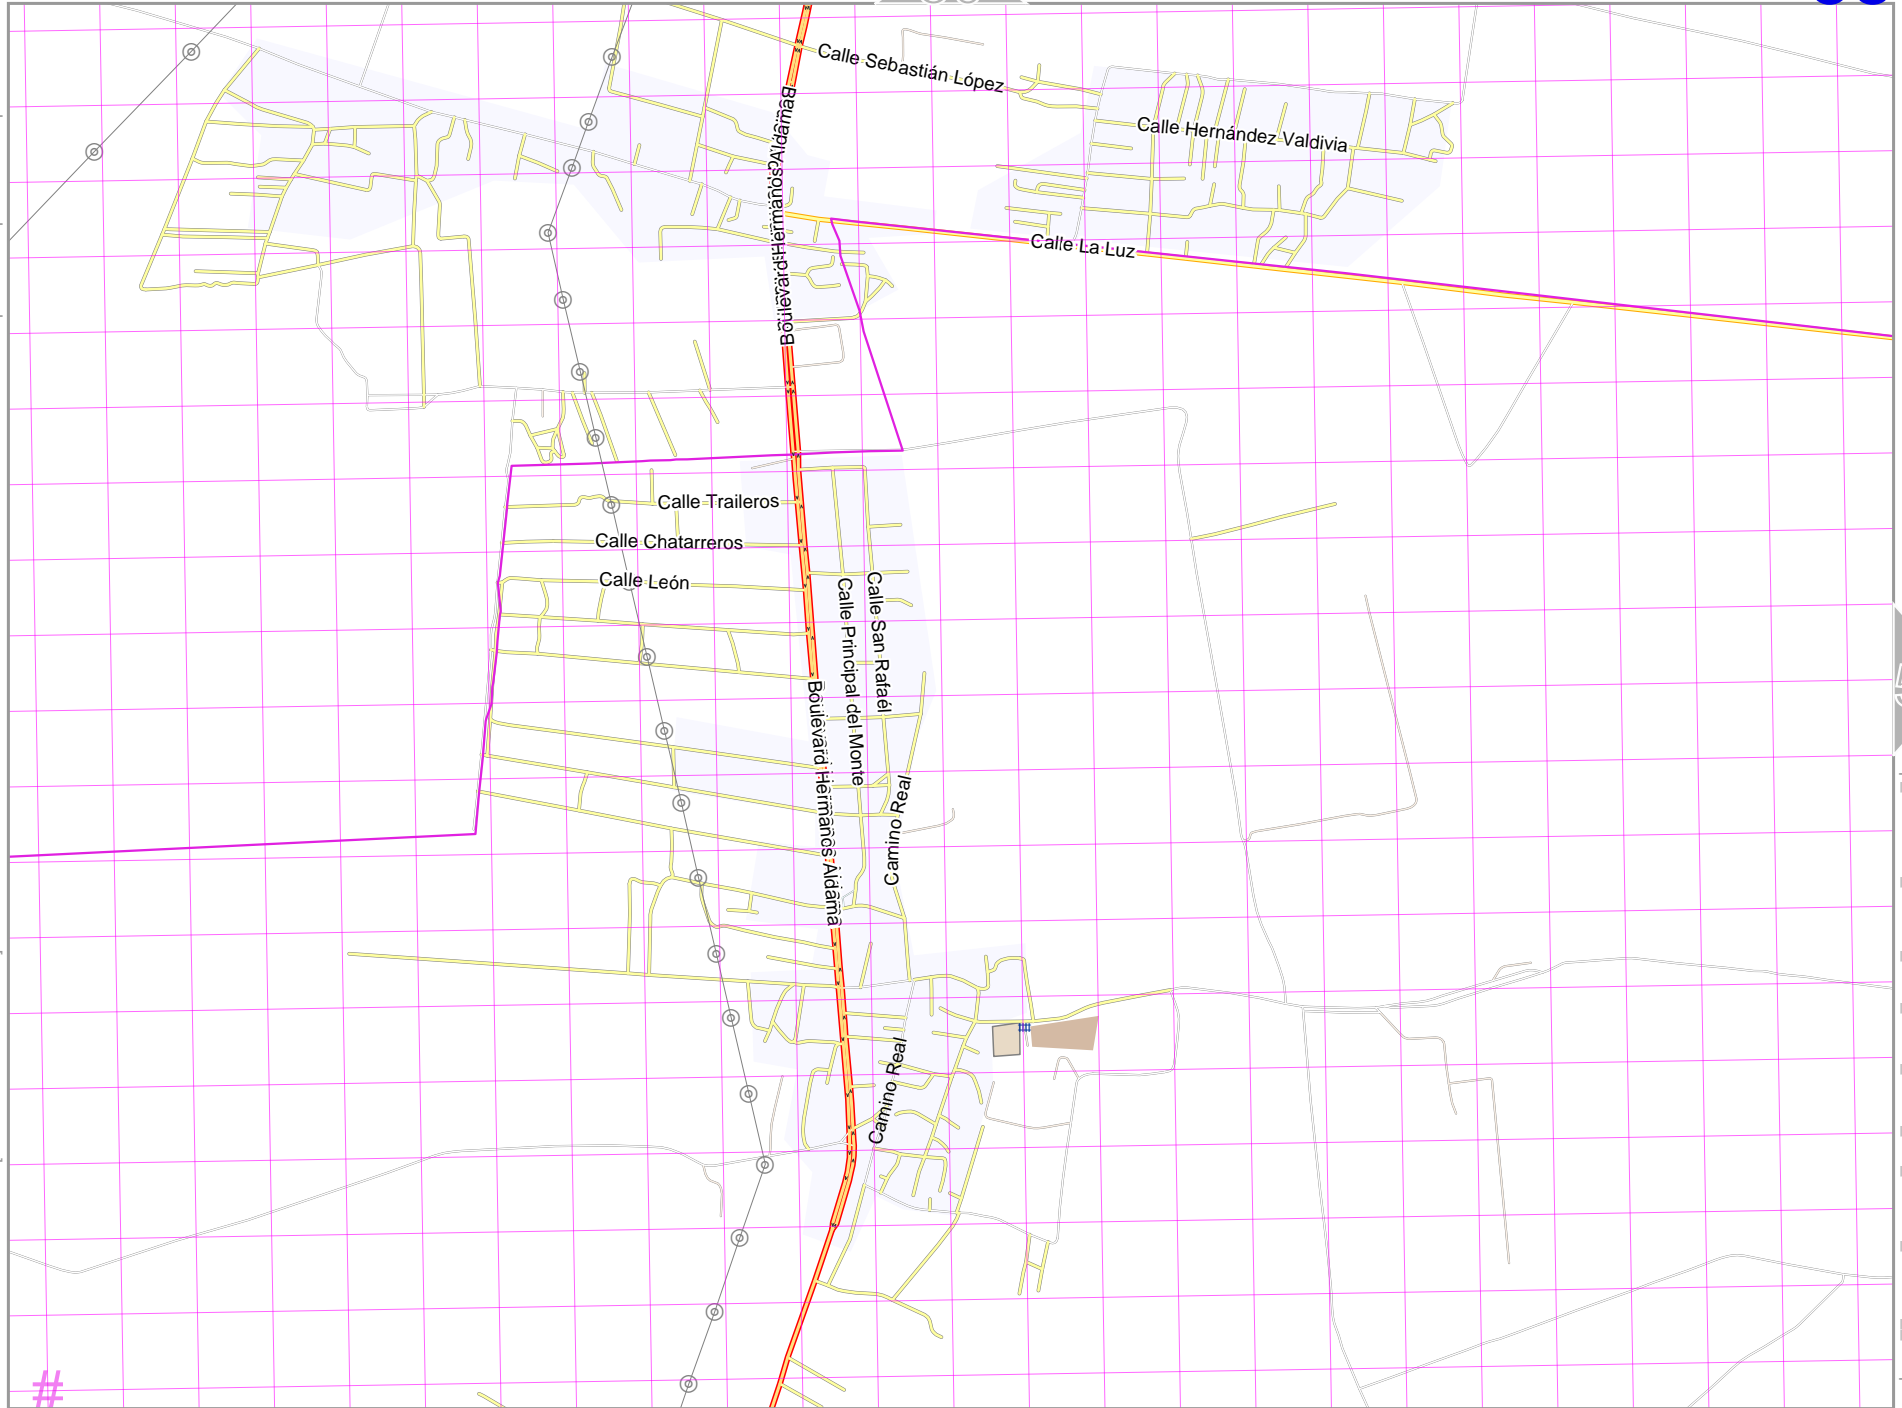 Calle Sebastián López
Calle Hernández Valdivia
Boulevard Hermanos Aldama
Calle La Luz
Calle Traileros
Calle Chatarreros
Calle León
Calle San Rafaél
Calle Principal del Monte
Boulevard Hermanos Aldama
Camino Real
Camino Real
#